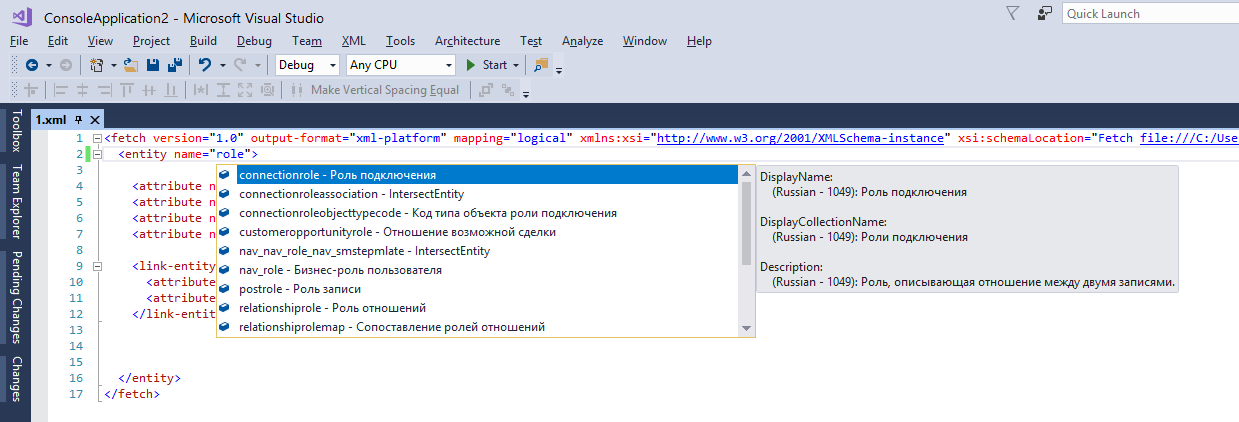 ConsoleApplication2 - Microsoft Visual Studio
Quick Launch
File Edit View Project Build Debug Team XML Tools Architecture Test Analyze Window Help
Debug Any CPU Start
Make Vertical Spacing Equal
Toolbox
Team Explorer
Pending Changes
Changes
1.xml
1 <fetch version="1.0" output-format="xml-platform" mapping="logical" xmlns:xsi="http://www.w3.org/2001/XMLSchema-instance" xsi:schemaLocation="Fetch file:///C:/Use
2 <entity name="role">
3
4 <attribute n
5 <attribute n
6 <attribute n
7 <attribute n
8
9 <link-entity
10 <attribute
11 <attribute
12 </link-entit
13
14
15
16 </entity>
17 </fetch>
connectionrole - Роль подключения
connectionroleassociation - IntersectEntity
connectionroleobjecttypecode - Код типа объекта роли подключения
customeropportunityrole - Отношение возможной сделки
nav_nav_role_nav_smstepmlate - IntersectEntity
nav_role - Бизнес-роль пользователя
postrole - Роль записи
relationshiprole - Роль отношений
relationshiprolemap - Сопоставление ролей отношений
DisplayName:
(Russian - 1049): Роль подключения
DisplayCollectionName:
(Russian - 1049): Роли подключения
Description:
(Russian - 1049): Роль, описывающая отношение между двумя записями.